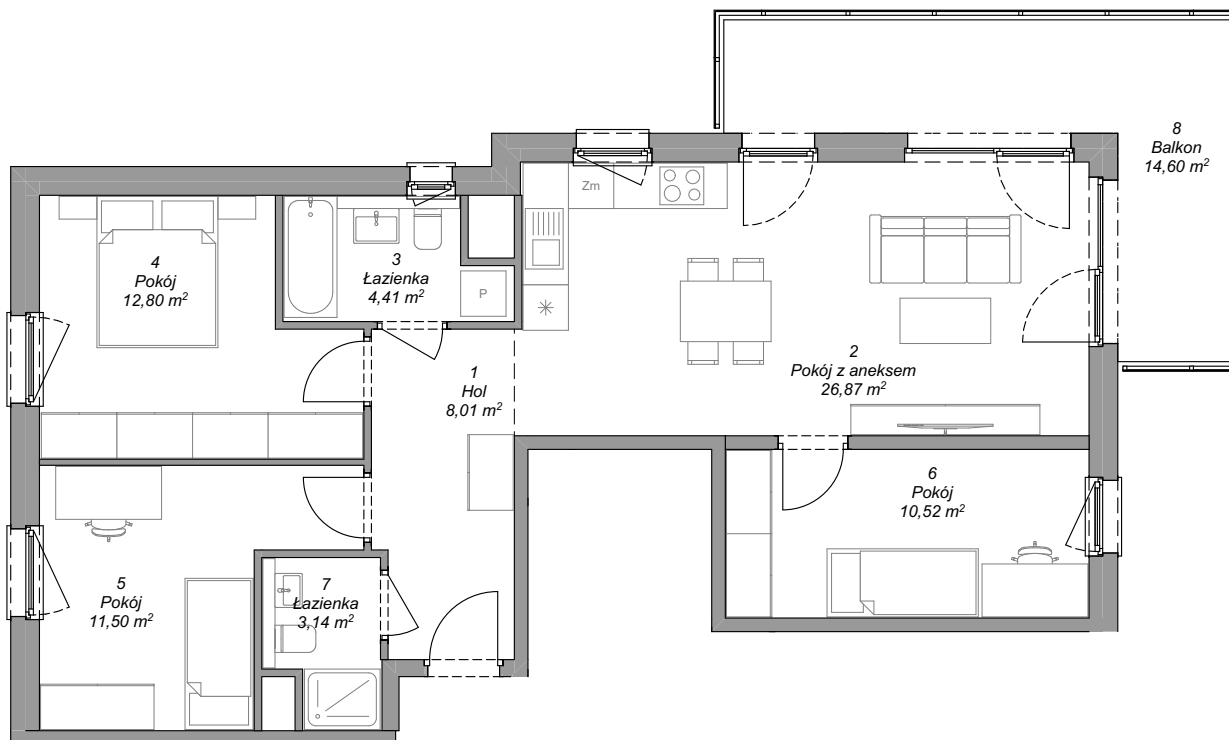 8
Balkon
14,60 m²
Zm
4
Pokój
12,80 m²
3
Łazienka
4,41 m²
P
2
Pokój z aneksem
26,87 m²
1
Hol
8,01 m²
6
Pokój
10,52 m²
5
Pokój
11,50 m²
7
Łazienka
3,14 m²